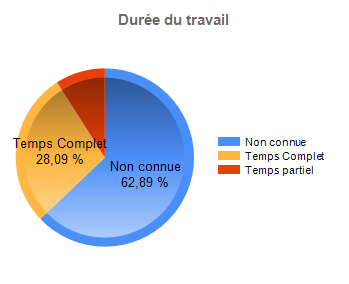 Durée du travail
Temps Complet
28,09 %
Non connue
62,89 %
Non connue
Temps Complet
Temps partiel